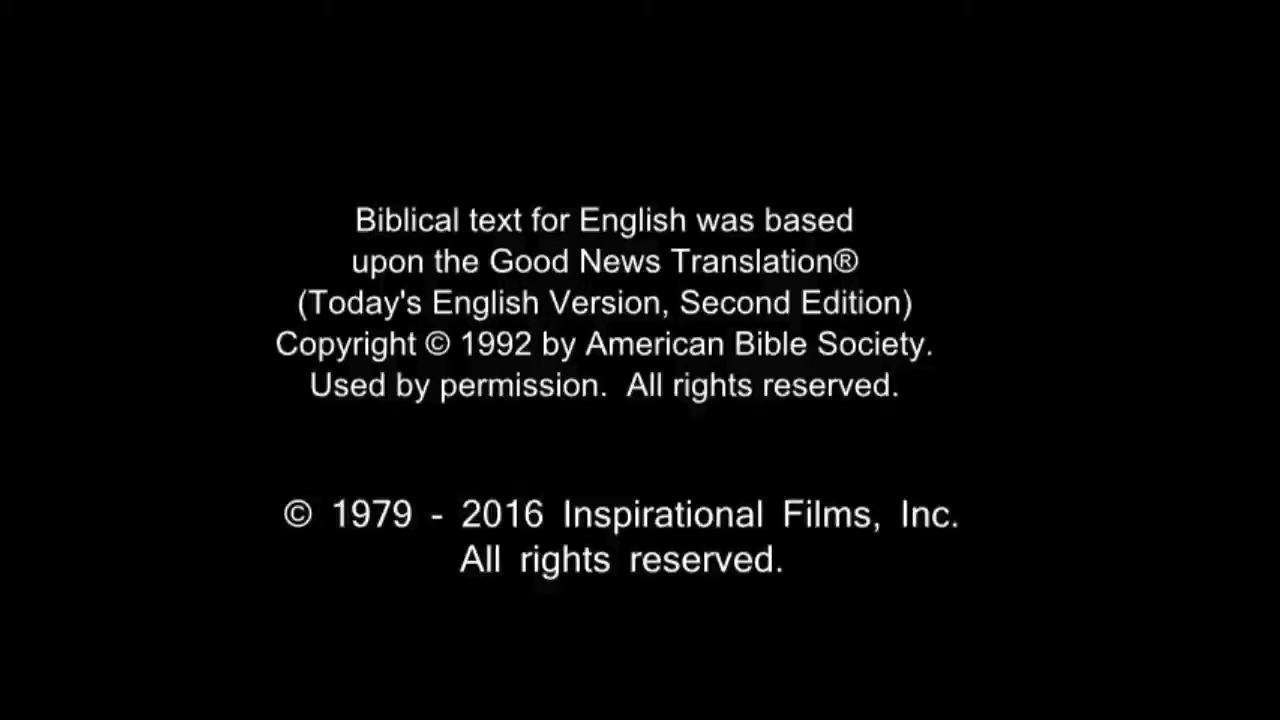 Biblical text for English was based
upon the Good News Translation®
(Today's English Version, Second Edition)
Copyright © 1992 by American Bible Society.
Used by permission.  All rights reserved.
© 1979 - 2016 Inspirational Films, Inc.
All rights reserved.